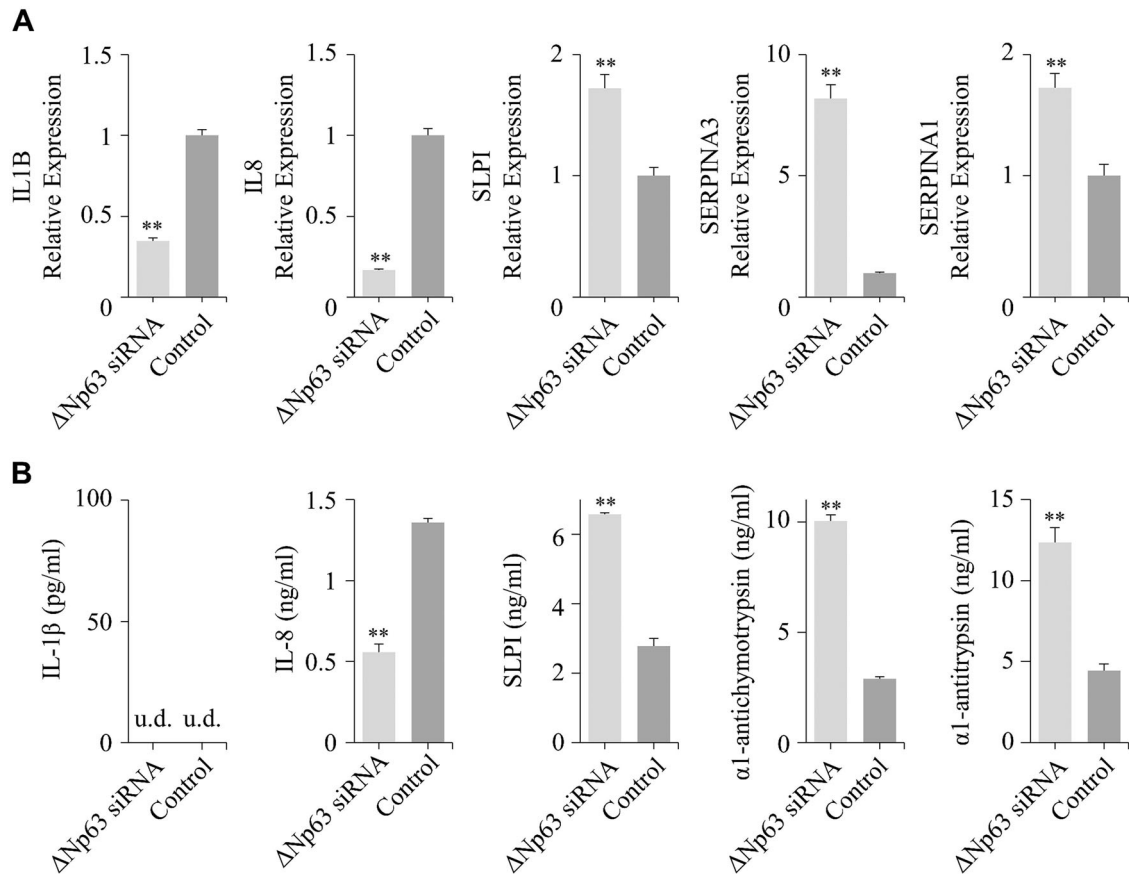 A
IL1B
Relative Expression
1.5
1
0.5
0
**
ΔNp63 siRNA
Control
IL8
Relative Expression
1.5
1
0.5
0
**
ΔNp63 siRNA
Control
SLPI
Relative Expression
2
1
0
**
ΔNp63 siRNA
Control
SERPINA3
Relative Expression
10
5
0
**
ΔNp63 siRNA
Control
SERPINA1
Relative Expression
2
1
0
**
ΔNp63 siRNA
Control
B
IL-1β (pg/ml)
100
50
0
u.d. u.d.
ΔNp63 siRNA
Control
IL-8 (ng/ml)
1.5
1
0.5
0
**
ΔNp63 siRNA
Control
SLPI (ng/ml)
6
4
2
0
**
ΔNp63 siRNA
Control
α1-antichymotrypsin (ng/ml)
10
5
0
**
ΔNp63 siRNA
Control
α1-antitrypsin (ng/ml)
15
10
5
0
**
ΔNp63 siRNA
Control